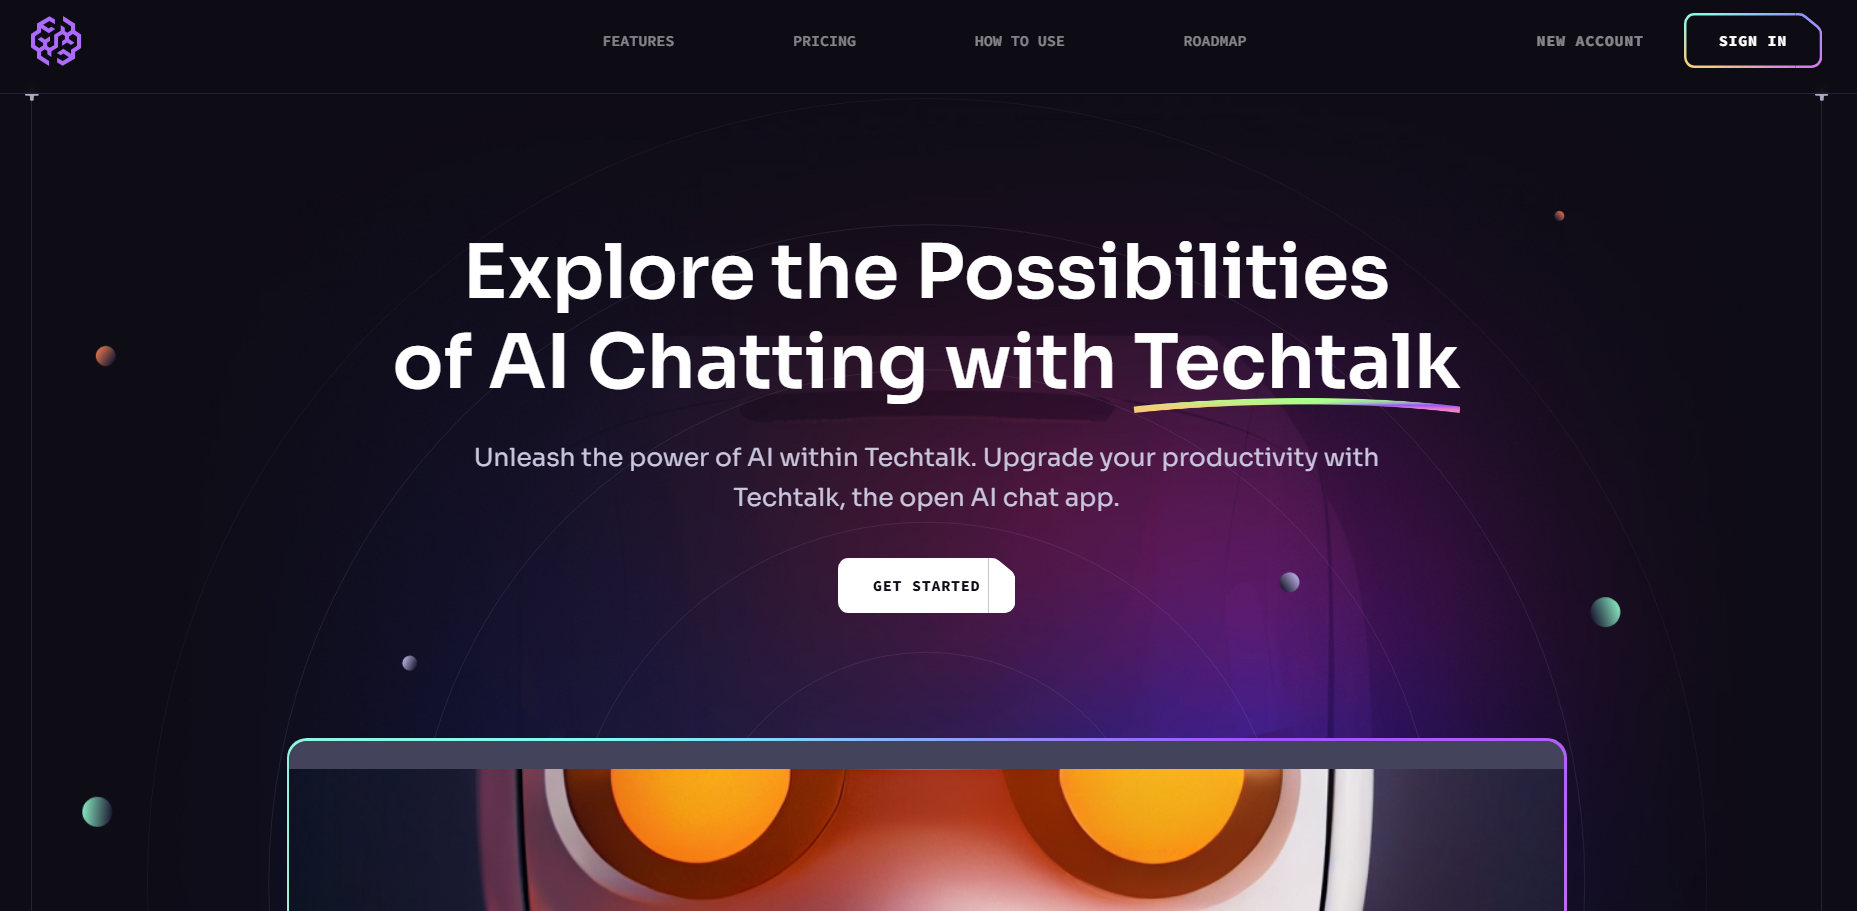 FEATURES PRICING HOW TO USE ROADMAP NEW ACCOUNT SIGN IN
Explore the Possibilities
of AI Chatting with Techtalk
Unleash the power of AI within Techtalk. Upgrade your productivity with
Techtalk, the open AI chat app.
GET STARTED